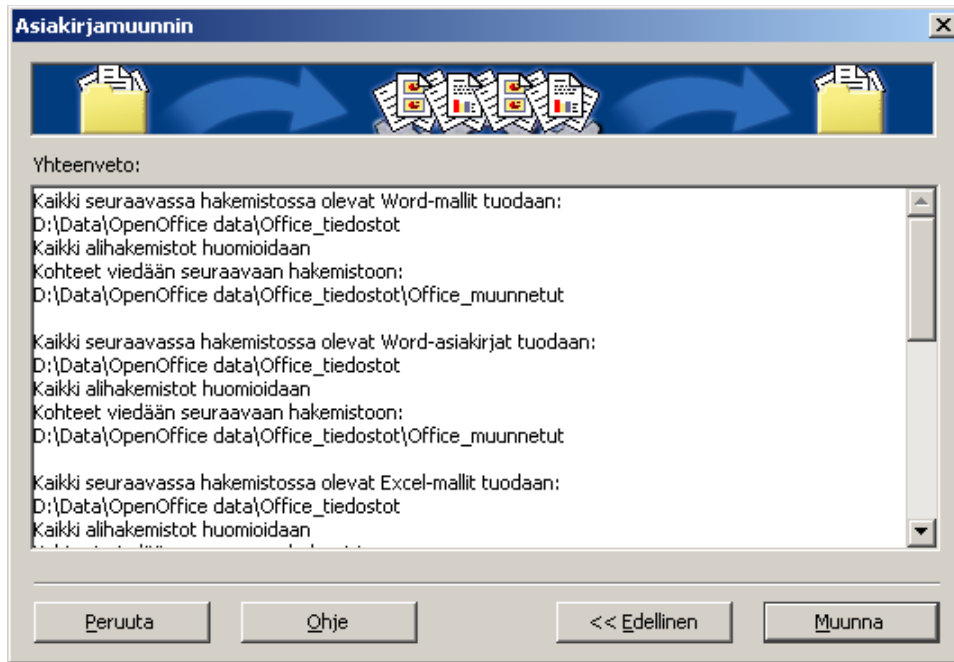 Asiakirjamuunnin
Yhteenveto:
Kaikki seuraavassa hakemistossa olevat Word-mallit tuodaan:
D:\Data\OpenOffice data\Office_tiedostot
Kaikki alihakemistot huomioidaan
Kohteet viedään seuraavaan hakemistoon:
D:\Data\OpenOffice data\Office_tiedostot\Office_muunnetut
Kaikki seuraavassa hakemistossa olevat Word-asiakirjat tuodaan:
D:\Data\OpenOffice data\Office_tiedostot
Kaikki alihakemistot huomioidaan
Kohteet viedään seuraavaan hakemistoon:
D:\Data\OpenOffice data\Office_tiedostot\Office_muunnetut
Kaikki seuraavassa hakemistossa olevat Excel-mallit tuodaan:
D:\Data\OpenOffice data\Office_tiedostot
Kaikki alihakemistot huomioidaan
Peruuta
Ohje
<< Edellinen
Muunna